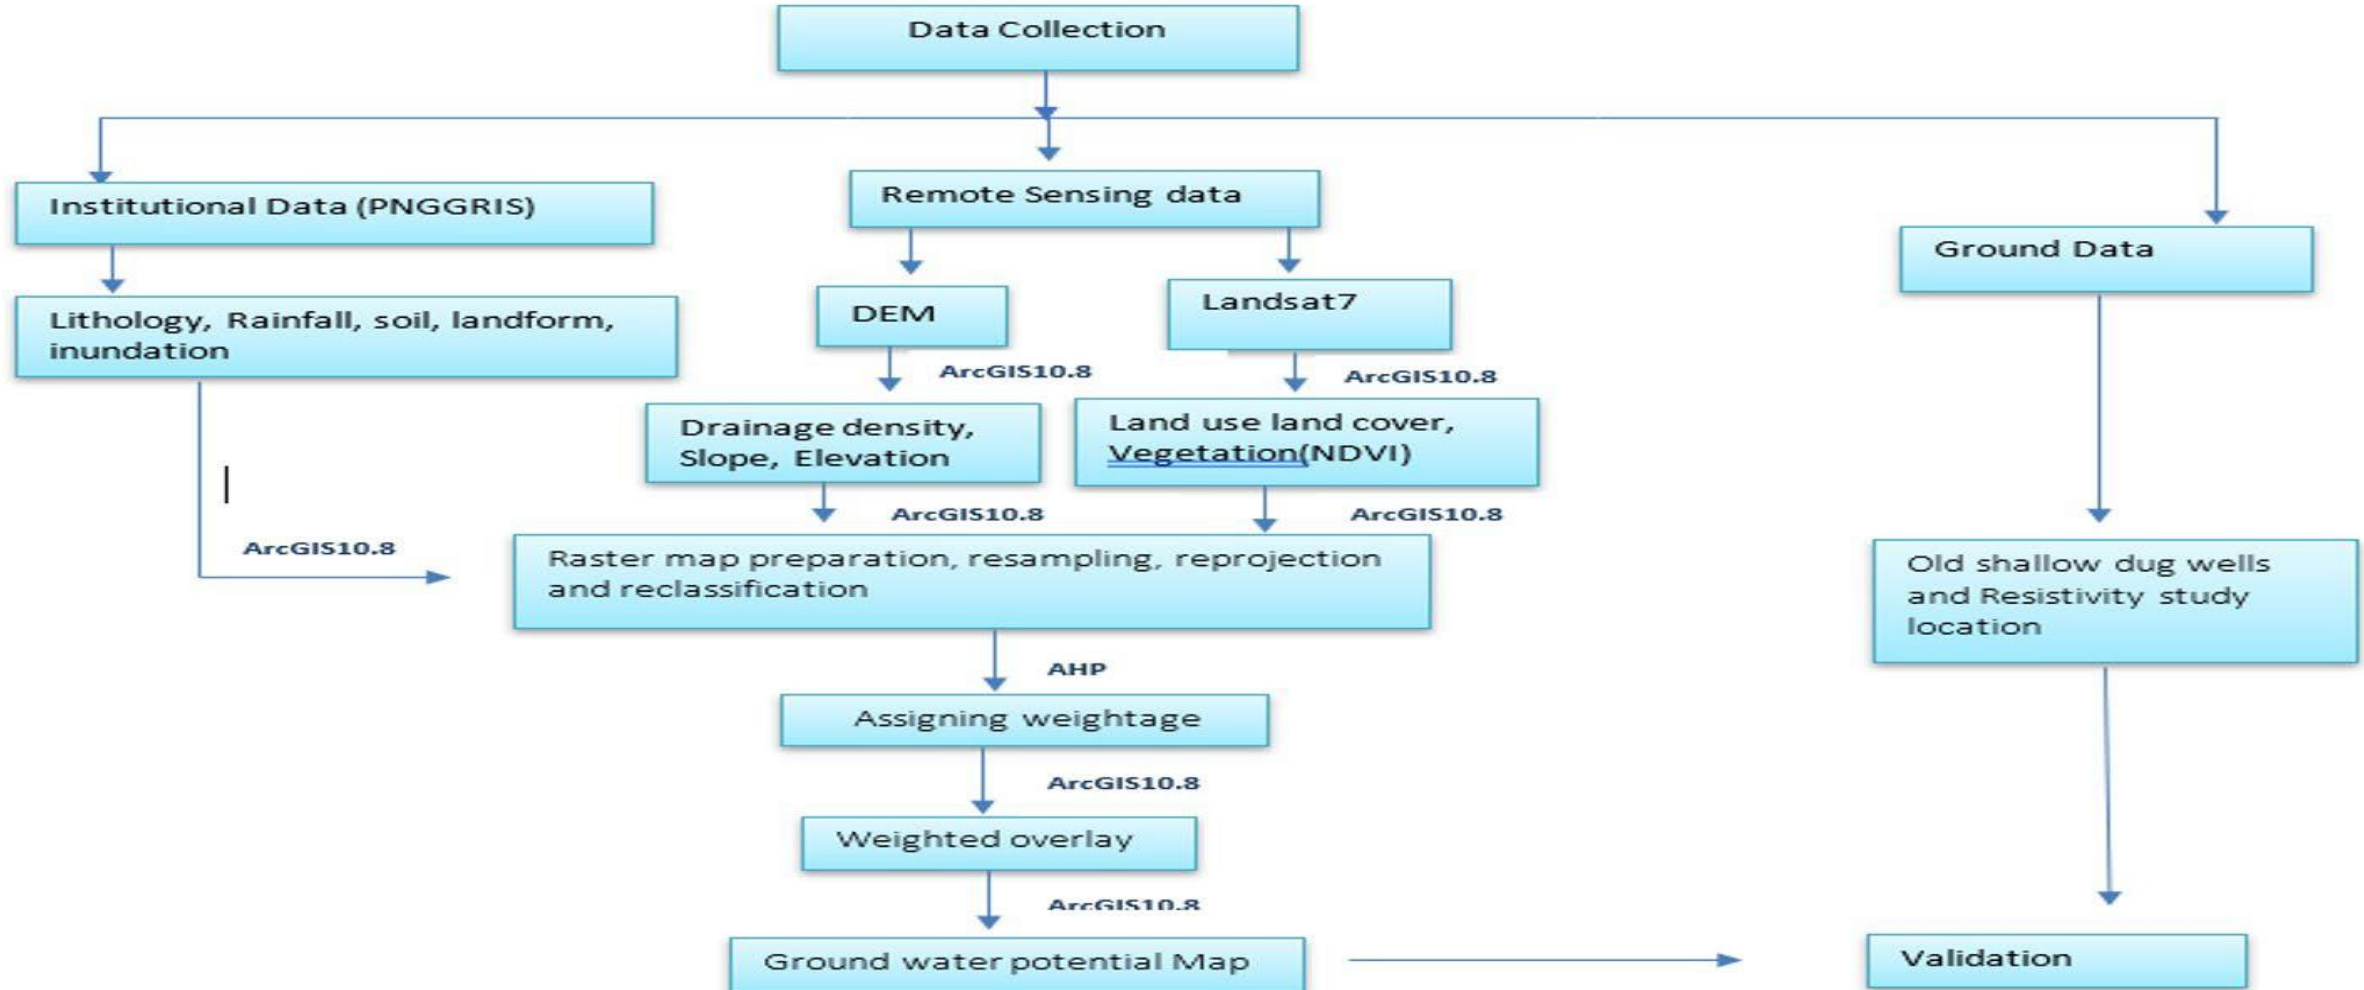 Data Collection
Institutional Data (PNGGRIS)
Remote Sensing data
Ground Data
Lithology, Rainfall, soil, landform,
inundation
DEM
Landsat7
ArcGIS10.8
ArcGIS10.8
Drainage density,
Slope, Elevation
Land use land cover,
Vegetation(NDVI)
ArcGIS10.8
ArcGIS10.8
ArcGIS10.8
Raster map preparation, resampling, reprojection
and reclassification
Old shallow dug wells
and Resistivity study
location
AHP
Assigning weightage
ArcGIS10.8
Weighted overlay
ArcGIS10.8
Ground water potential Map
Validation